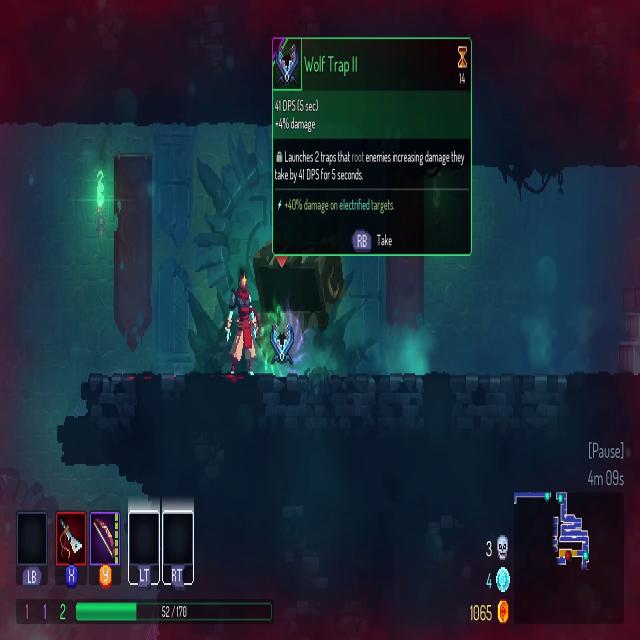 Wolf Trap II
14
41 DPS (5 sec)
+4% damage
Launches 2 traps that root enemies increasing damage they
take by 41 DPS for 5 seconds.
+40% damage on electrified targets.
RB Take
[Pause]
4m 09s
3
4
1065
LB X Y LT RT
1 1 2 52 / 170